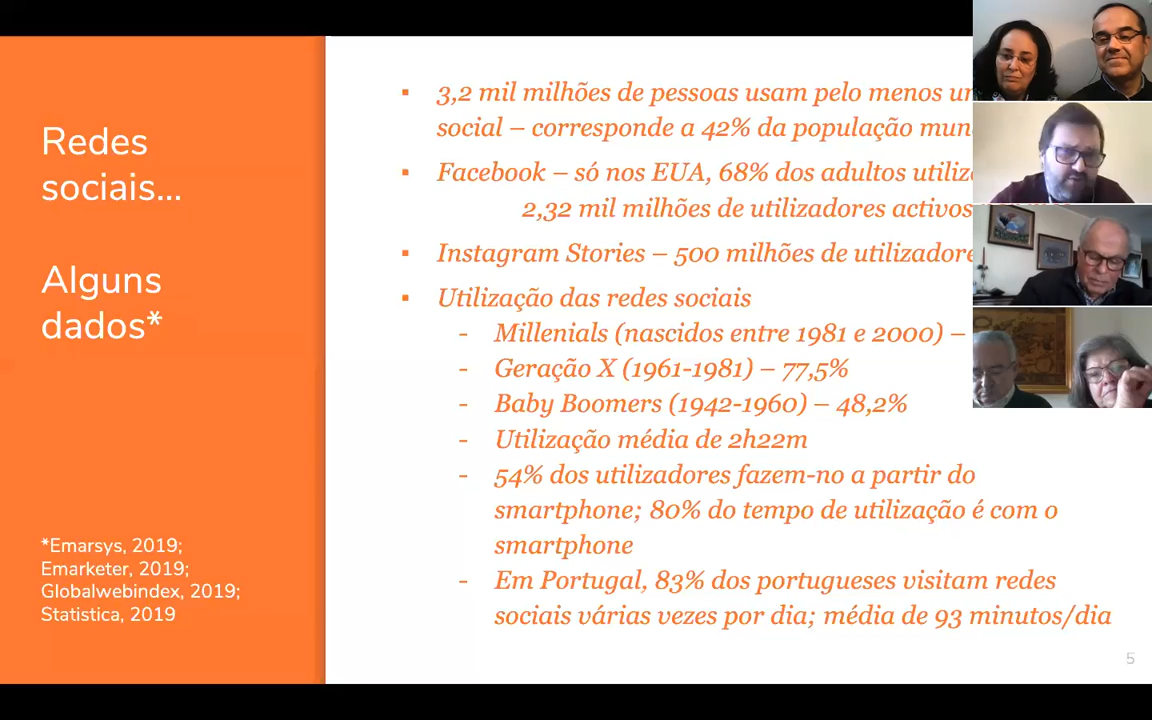 Redes
sociais...
Alguns
dados*
*Emarsys, 2019;
Emarketer, 2019;
Globalwebindex, 2019;
Statistica, 2019
▪ 3,2 mil milhões de pessoas usam pelo menos
social – corresponde a 42% da população
▪ Facebook – só nos EUA, 68% dos adultos
2,32 mil milhões de utilizadores activos
▪ Instagram Stories – 500 milhões de
▪ Utilização das redes sociais
- Millenials (nascidos entre 1981 e 2000) –
- Geração X (1961-1981) – 77,5%
- Baby Boomers (1942-1960) – 48,2%
- Utilização média de 2h22m
- 54% dos utilizadores fazem-no a partir do
smartphone; 80% do tempo de utilização é com o
smartphone
- Em Portugal, 83% dos portugueses visitam redes
sociais várias vezes por dia; média de 93 minutos/dia
5